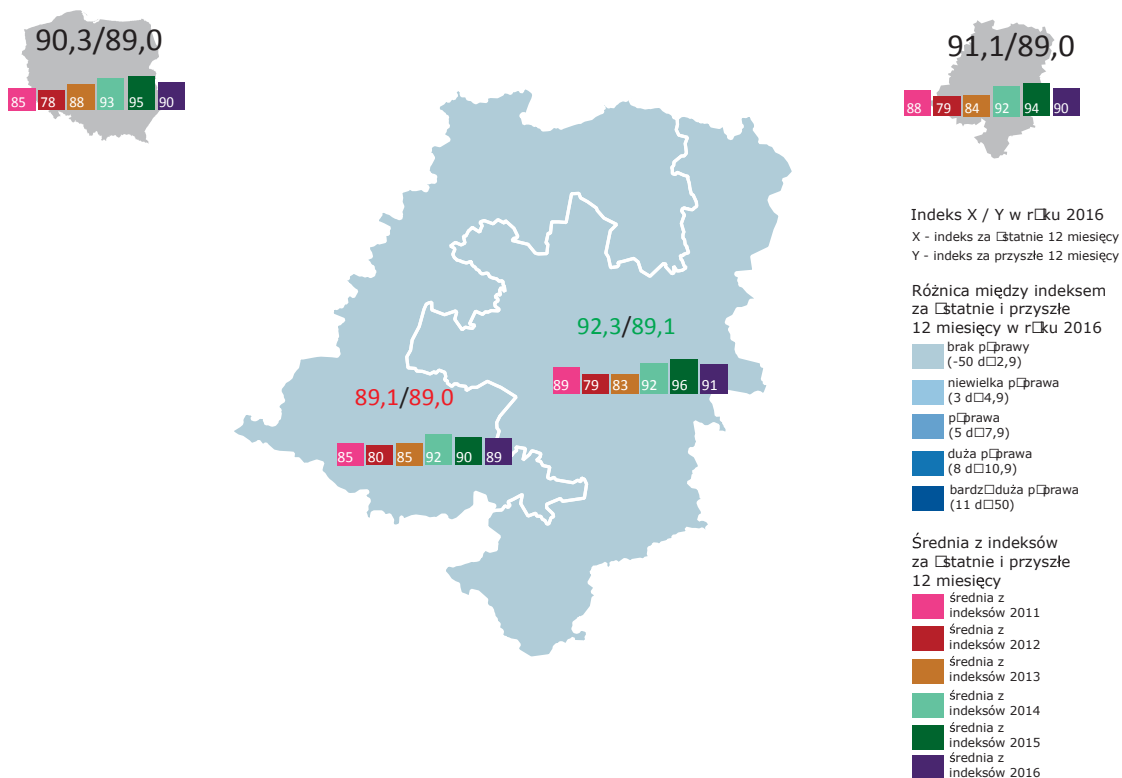 90,3/89,0
85 78 88 93 95 90
91,1/89,0
88 79 84 92 94 90
92,3/89,1
89 79 83 92 96 91
89,1/89,0
85 80 85 92 90 89
Indeks X / Y w r□ku 2016
X - indeks za □statnie 12 miesięcy
Y - indeks za przyszłe 12 miesięcy
Różnica między indeksem
za □statnie i przyszłe
12 miesięcy w r□ku 2016
brak p□prawy
(-50 d□2,9)
niewielka p□prawa
(3 d□4,9)
p□prawa
(5 d□7,9)
duża p□prawa
(8 d□10,9)
bardz□duża p□prawa
(11 d□50)
Średnia z indeksów
za □statnie i przyszłe
12 miesięcy
średnia z
indeksów 2011
średnia z
indeksów 2012
średnia z
indeksów 2013
średnia z
indeksów 2014
średnia z
indeksów 2015
średnia z
indeksów 2016